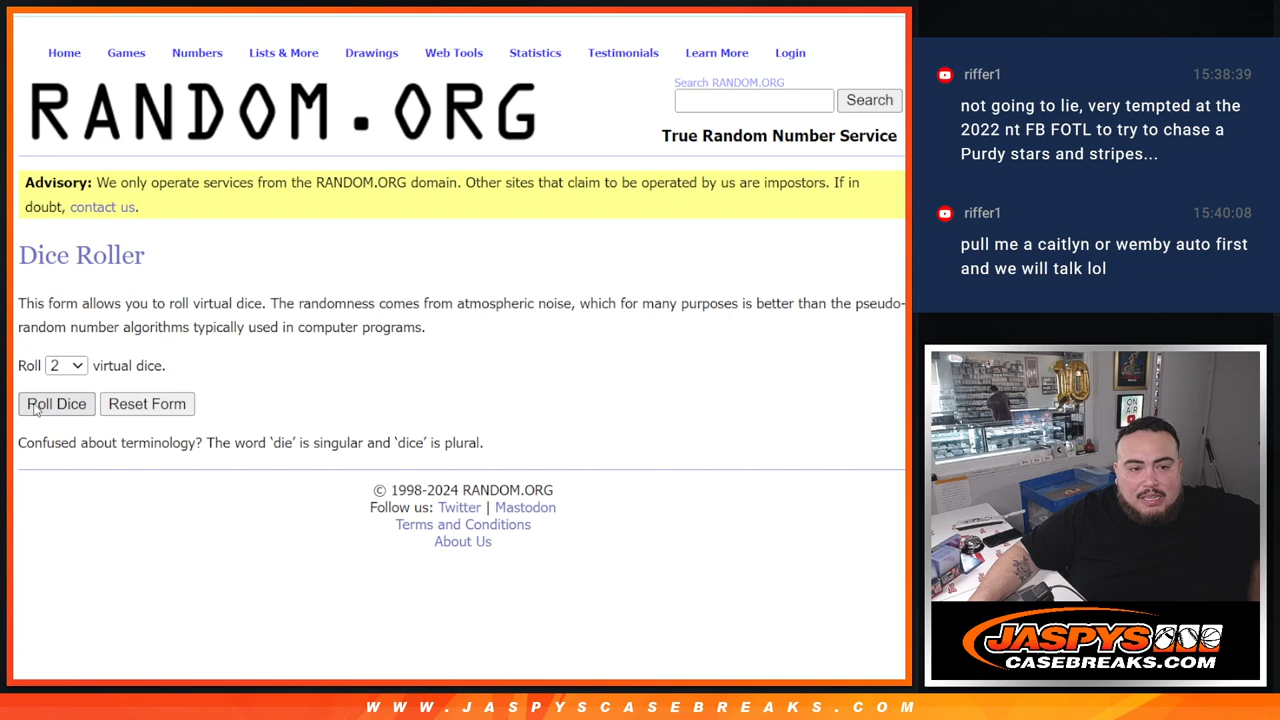 Home Games Numbers Lists & More Drawings Web Tools Statistics Testimonials Learn More Login
RANDOM.ORG
Search RANDOM.ORG
Search
True Random Number Service
Advisory: We only operate services from the RANDOM.ORG domain. Other sites that claim to be operated by us are impostors. If in
doubt, contact us.
Dice Roller
This form allows you to roll virtual dice. The randomness comes from atmospheric noise, which for many purposes is better than the pseudo-
random number algorithms typically used in computer programs.
Roll 2 virtual dice.
Roll Dice Reset Form
Confused about terminology? The word ‘die’ is singular and ‘dice’ is plural.
© 1998-2024 RANDOM.ORG
Follow us: Twitter | Mastodon
Terms and Conditions
About Us
riffer1 15:38:39
not going to lie, very tempted at the
2022 nt FB FOTL to try to chase a
Purdy stars and stripes...
riffer1 15:40:08
pull me a caitlyn or wemby auto first
and we will talk lol
10
ON
AIR
JASPYS
CASEBREAKS.COM
WWW.JASPYSCASEBREAKS.COM